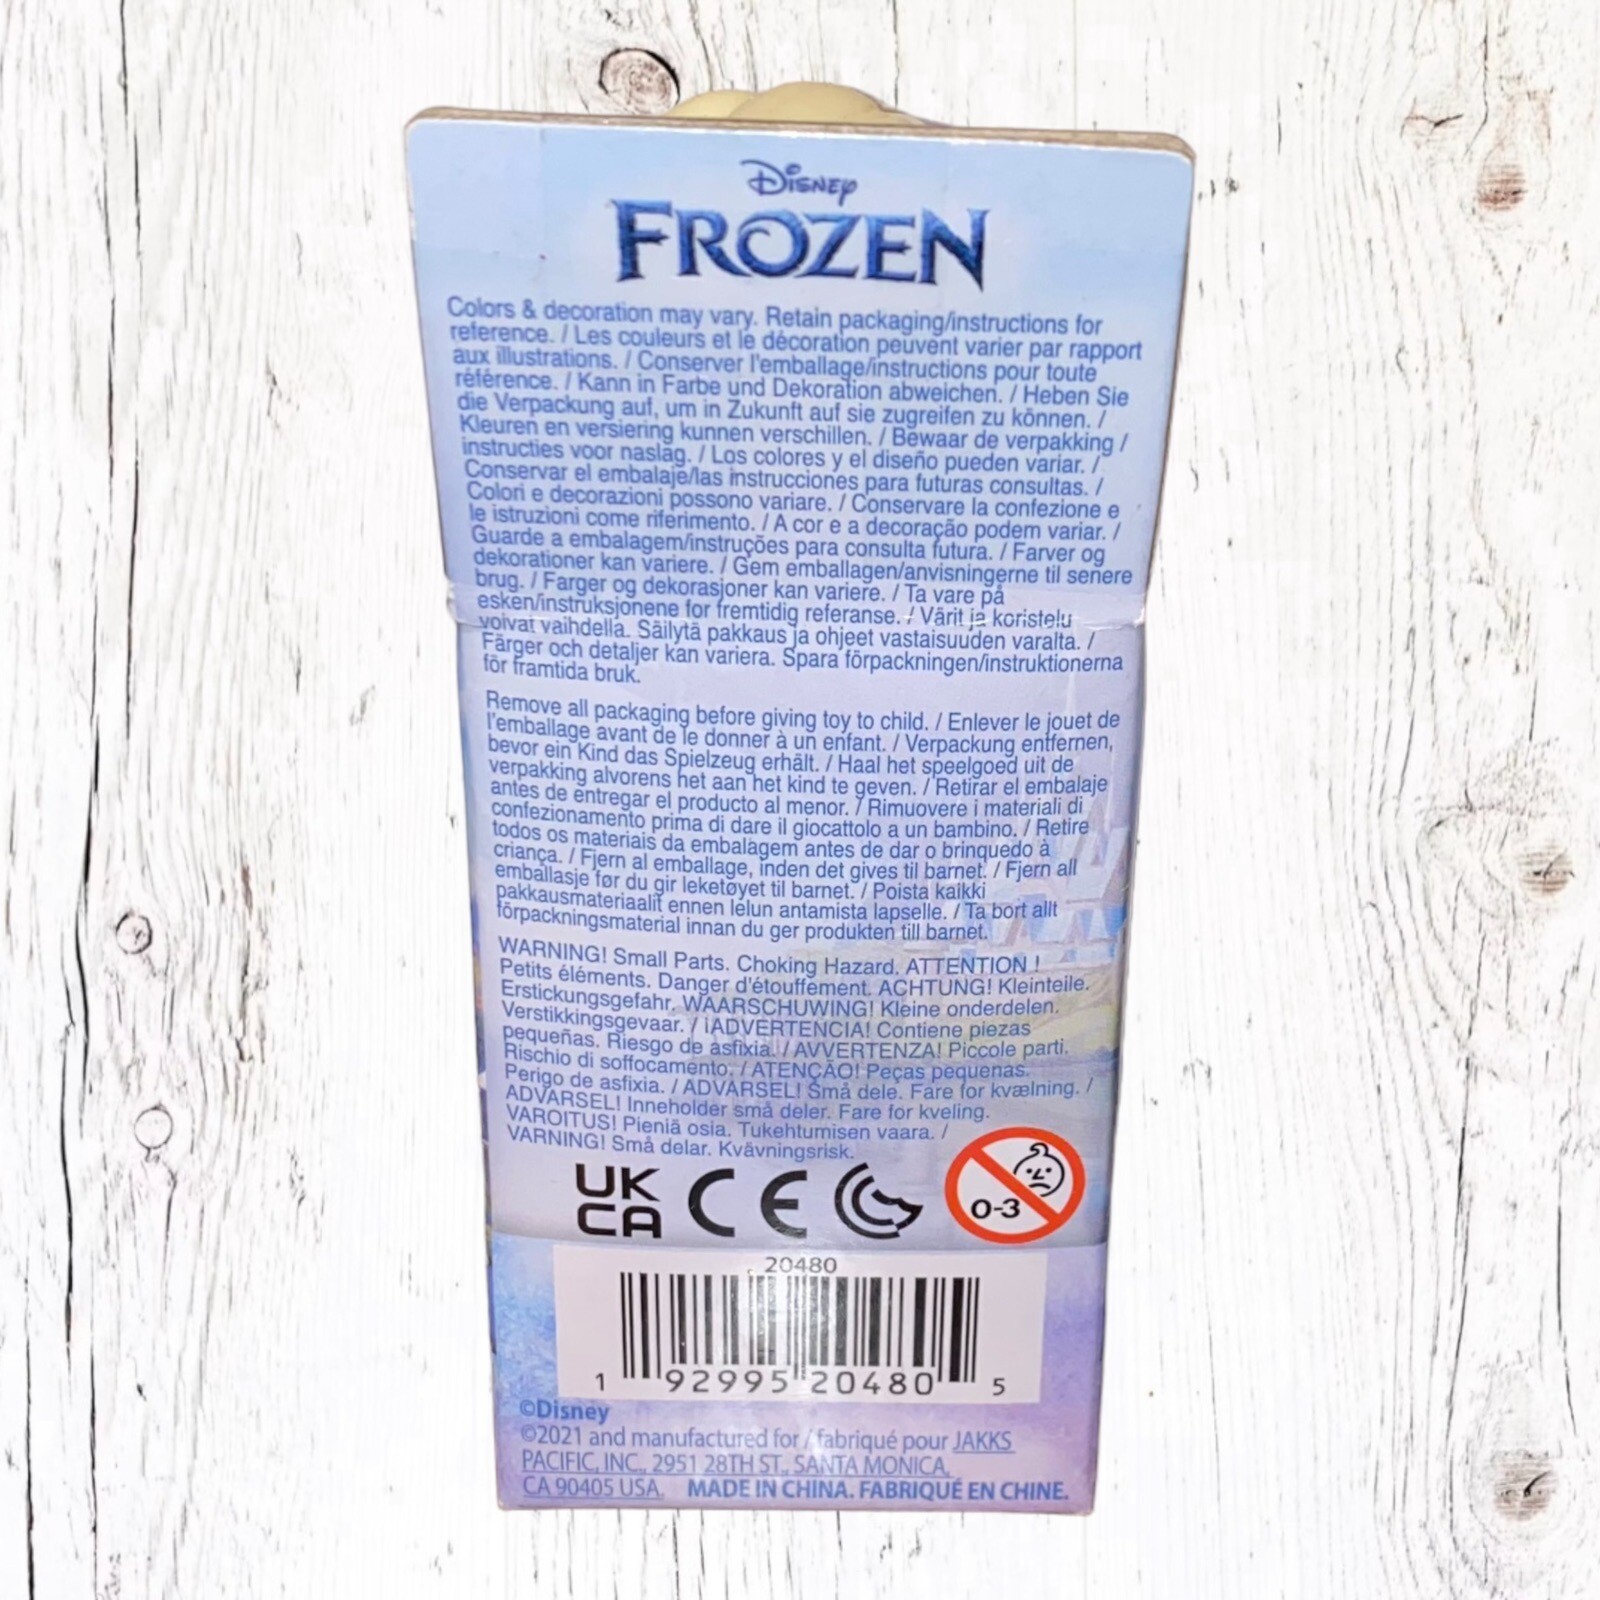 Disney
FROZEN
Colors & decoration may vary. Retain packaging/instructions for
reference. / Les couleurs et le décoration peuvent varier par rapport
aux illustrations. / Conserver l'emballage/instructions pour toute
référence. / Kann in Farbe und Dekoration abweichen. / Heben Sie
die Verpackung auf, um in Zukunft auf sie zugreifen zu können. /
Kleuren en versiering kunnen verschillen. / Bewaar de verpakking /
instructies voor naslag. / Los colores y el diseño pueden variar. /
Conservar el embalaje/las instrucciones para futuras consultas. /
Colori e decorazioni possono variare. / Conservare la confezione e
le istruzioni come riferimento. / A cor e a decoração podem variar. /
Guarde a embalagem/instruções para consulta futura. / Farver og
dekorationer kan variere. / Gem emballagen/anvisningerne til senere
brug. / Farger og dekorasjoner kan variere. / Ta vare på
esken/instruksjonene for fremtidig referanse. / Värit ja koristelu
voivat vaihdella. Säilytä pakkaus ja ohjeet vastaisuuden varalta. /
Färger och detaljer kan variera. Spara förpackningen/instruktionerna
för framtida bruk.
Remove all packaging before giving toy to child. / Enlever le jouet de
l'emballage avant de le donner à un enfant. / Verpackung entfernen,
bevor ein Kind das Spielzeug erhält. / Haal het speelgoed uit de
verpakking alvorens het aan het kind te geven. / Retirar el embalaje
antes de entregar el producto al menor. / Rimuovere i materiali di
confezionamento prima di dare il giocattolo a un bambino. / Retire
todos os materiais da embalagem antes de dar o brinquedo à
criança. / Fjern al emballage, inden det gives til barnet. / Fjern all
emballasje før du gir leketøyet til barnet. / Poista kaikki
pakkausmateriaalit ennen lelun antamista lapselle. / Ta bort allt
förpackningsmaterial innan du ger produkten till barnet.
WARNING! Small Parts. Choking Hazard. ATTENTION !
Petits éléments. Danger d'étouffement. ACHTUNG! Kleinteile.
Erstickungsgefahr. WAARSCHUWING! Kleine onderdelen.
Verstikkingsgevaar. / ¡ADVERTENCIA! Contiene piezas
pequeñas. Riesgo de asfixia. / AVVERTENZA! Piccole parti.
Rischio di soffocamento. / ATENÇÃO! Peças pequenas.
Perigo de asfixia. / ADVARSEL! Små dele. Fare for kvælning. /
ADVARSEL! Inneholder små deler. Fare for kveling.
VAROITUS! Pieniä osia. Tukehtumisen vaara. /
VARNING! Små delar. Kvävningsrisk.
UK
CA CE
0-3
20480
1 92995 20480 5
©Disney
©2021 and manufactured for / fabriqué pour JAKKS
PACIFIC, INC., 2951 28TH ST., SANTA MONICA,
CA 90405 USA. MADE IN CHINA. FABRIQUÉ EN CHINE.